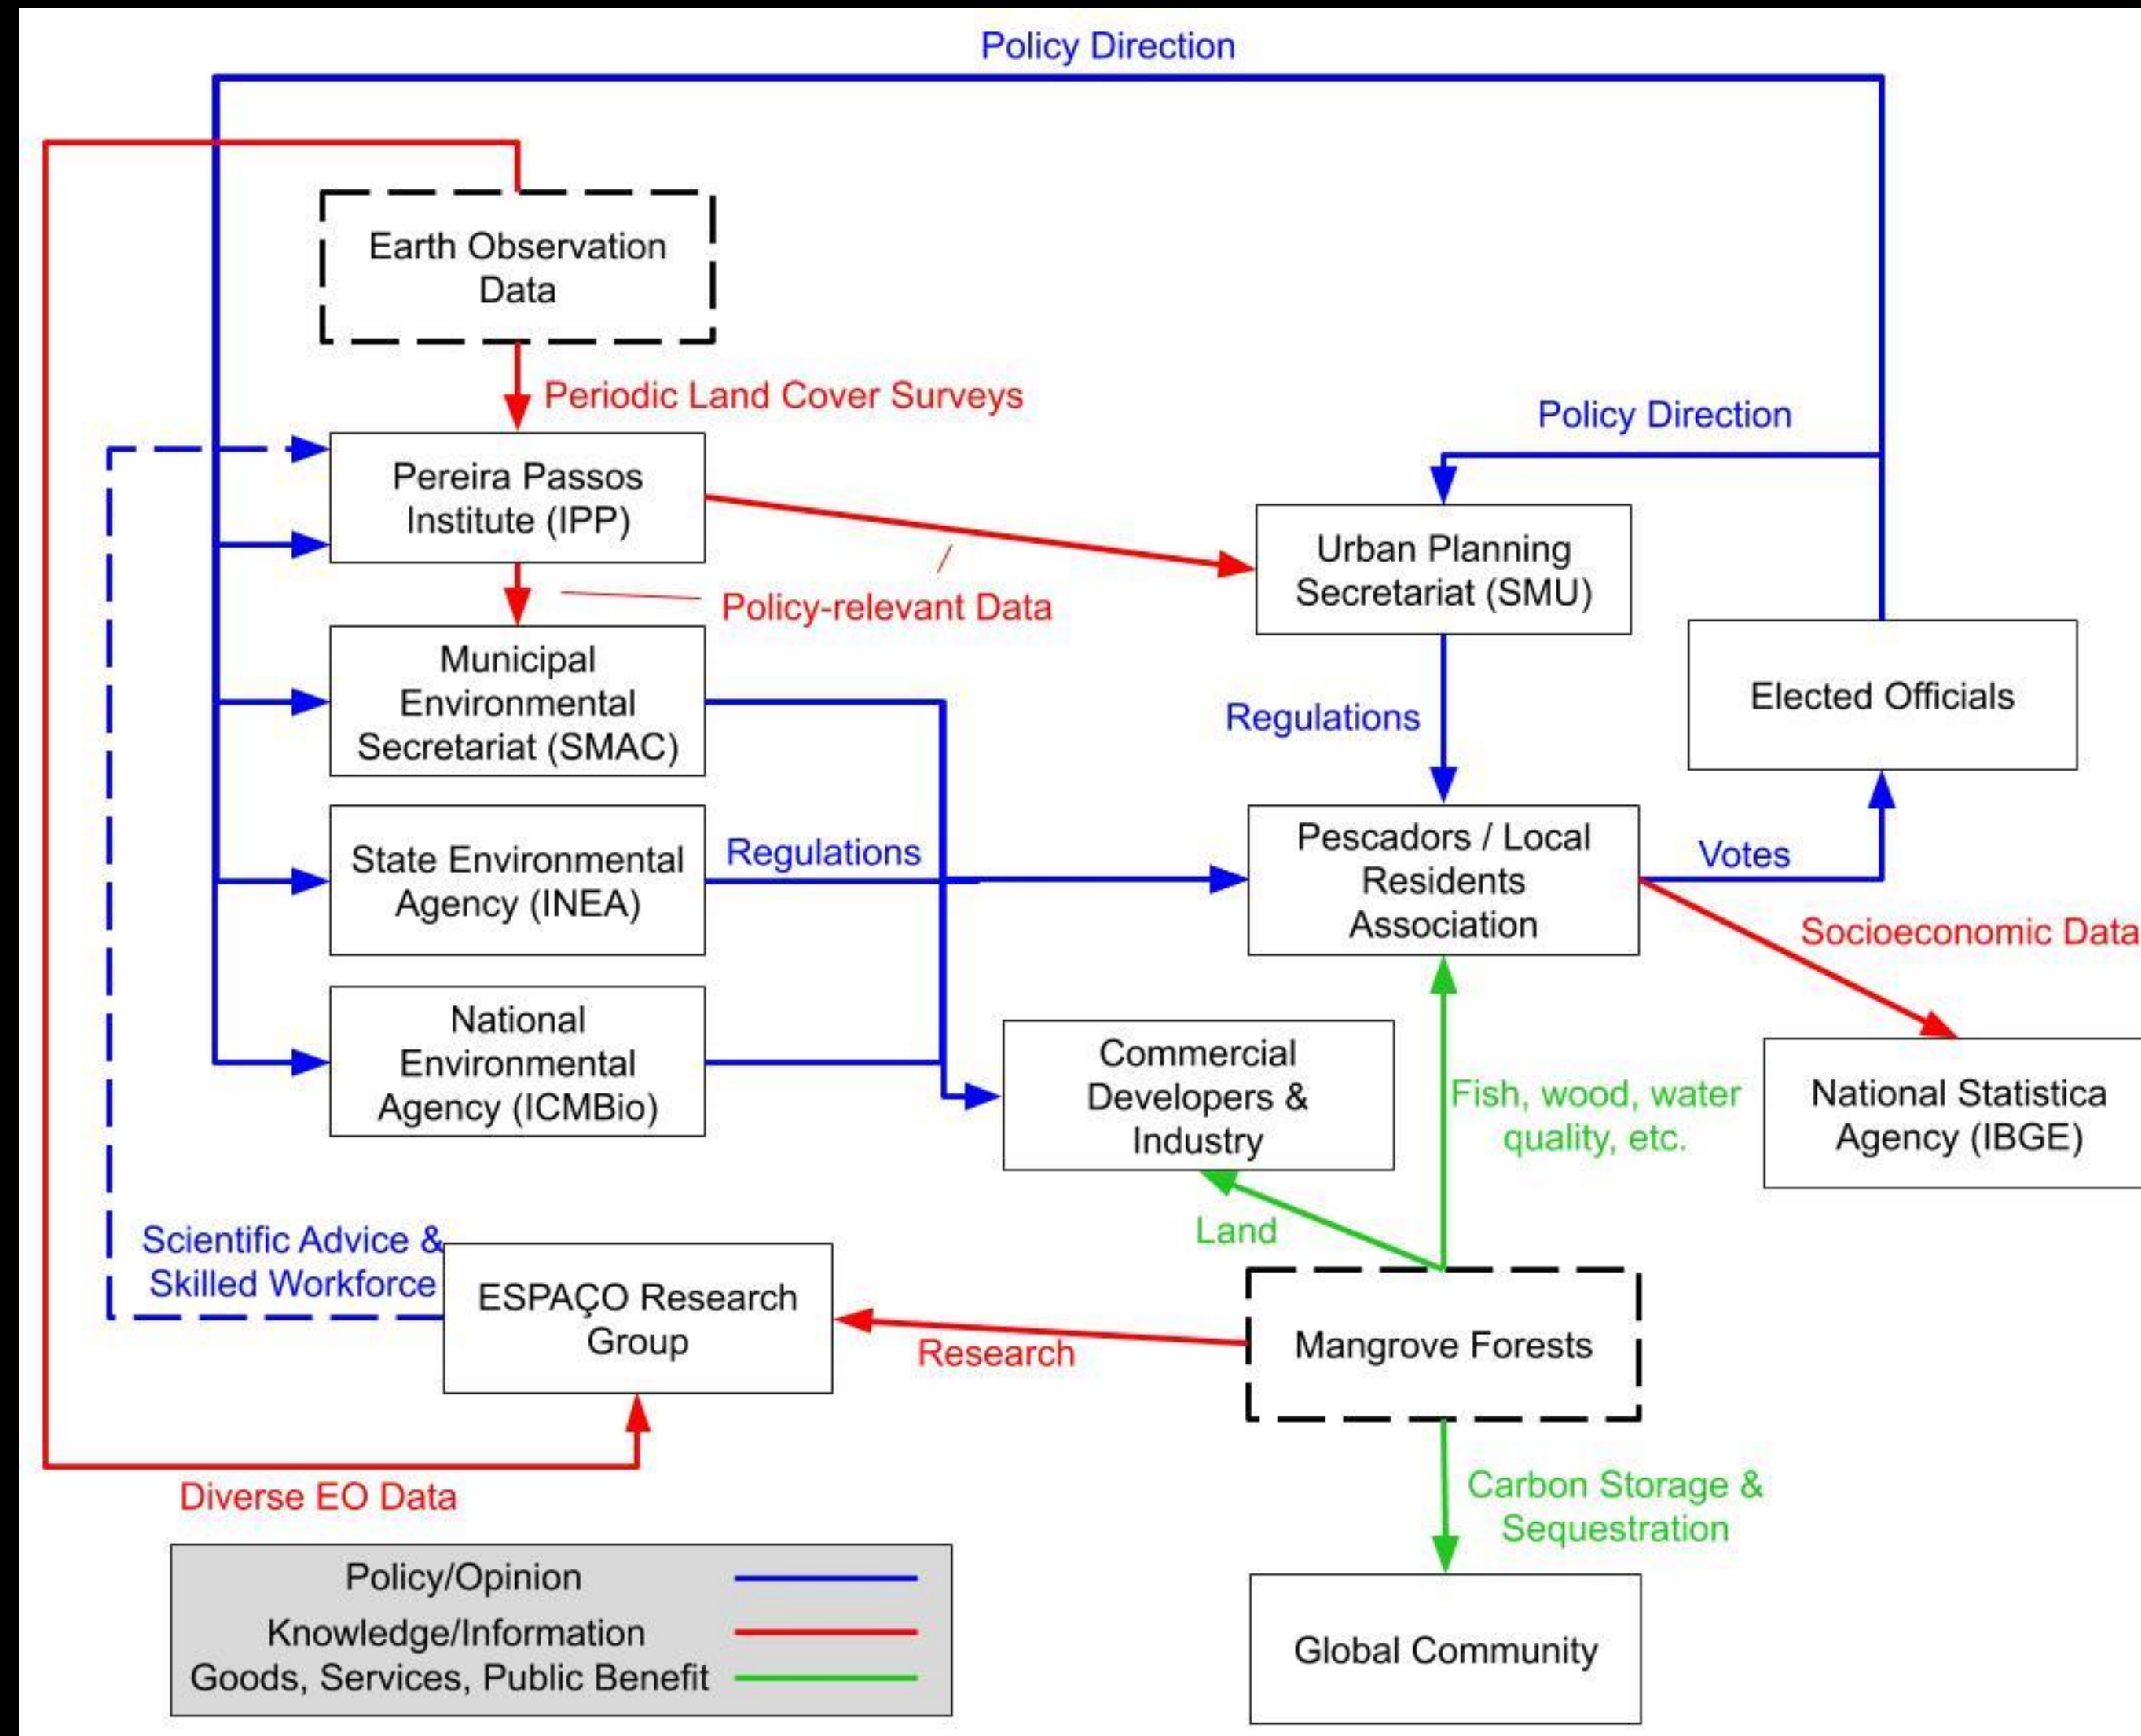 Policy Direction
Earth Observation
Data
Periodic Land Cover Surveys
Policy Direction
Pereira Passos
Institute (IPP)
Urban Planning
Secretariat (SMU)
Policy-relevant Data
Municipal
Environmental
Secretariat (SMAC)
Regulations
Elected Officials
State Environmental
Agency (INEA)
Regulations
Pescadors / Local
Residents
Association
Votes
Socioeconomic Data
National
Environmental
Agency (ICMBio)
Commercial
Developers &
Industry
Fish, wood, water
quality, etc.
National Statistica
Agency (IBGE)
Land
Scientific Advice &
Skilled Workforce
ESPAÇO Research
Group
Research
Mangrove Forests
Diverse EO Data
Carbon Storage &
Sequestration
Policy/Opinion
Knowledge/Information
Goods, Services, Public Benefit
Global Community